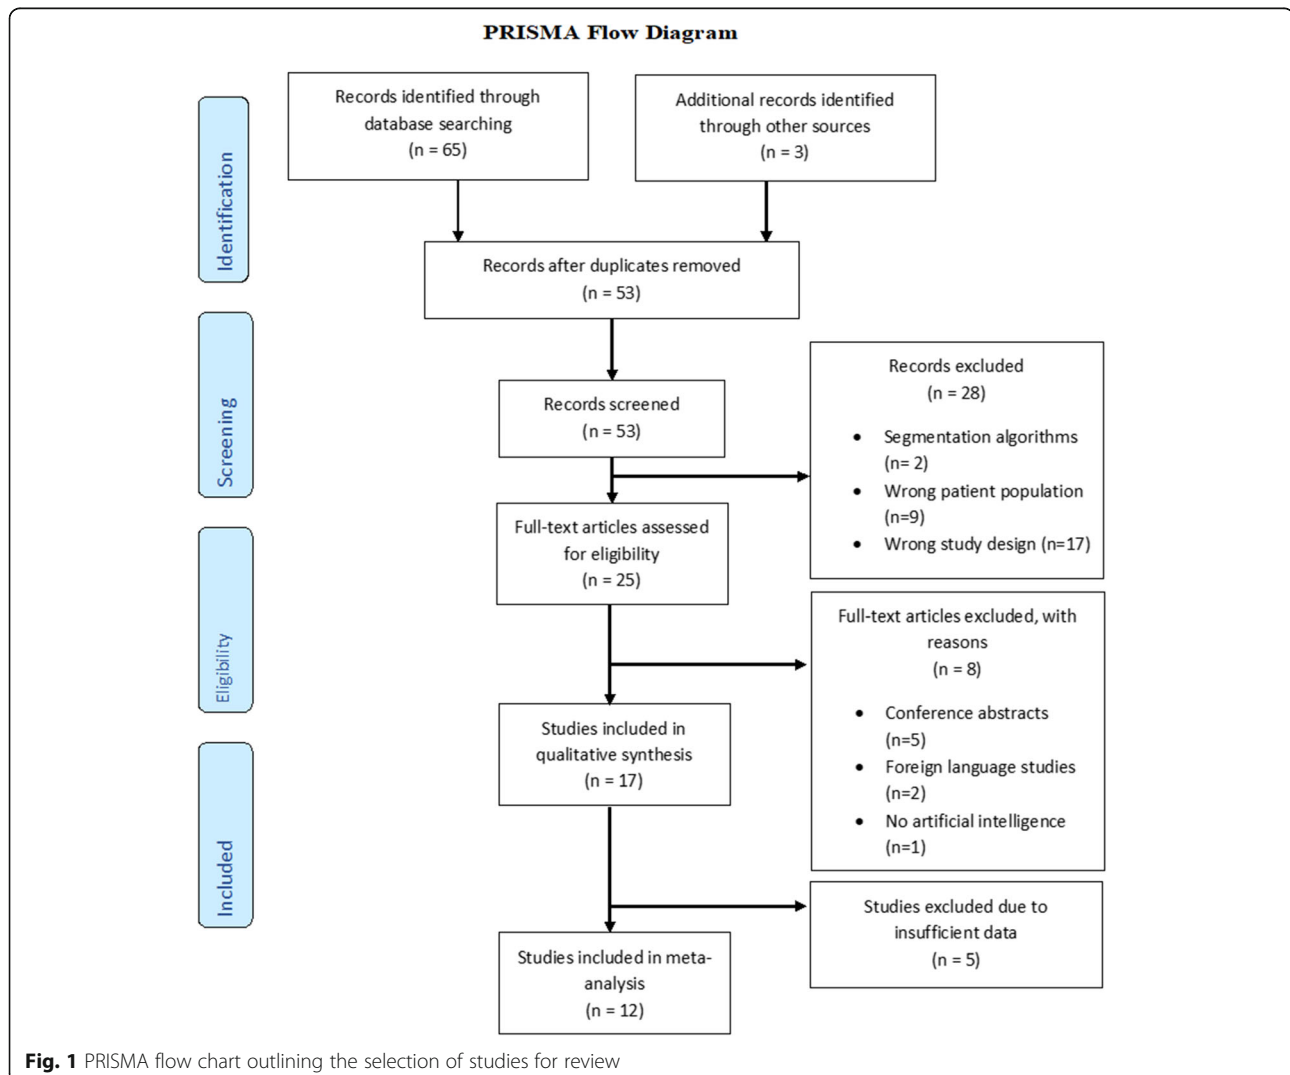 PRISMA Flow Diagram
Identification
Records identified through
database searching
(n = 65)
Additional records identified
through other sources
(n = 3)
Records after duplicates removed
(n = 53)
Screening
Records screened
(n = 53)
Records excluded
(n = 28)
• Segmentation algorithms
(n= 2)
• Wrong patient population
(n=9)
• Wrong study design (n=17)
Eligibility
Full-text articles assessed
for eligibility
(n = 25)
Full-text articles excluded, with
reasons
(n = 8)
• Conference abstracts
(n=5)
• Foreign language studies
(n=2)
• No artificial intelligence
(n=1)
Included
Studies included in
qualitative synthesis
(n = 17)
Studies excluded due to
insufficient data
(n = 5)
Studies included in meta-
analysis
(n = 12)
Fig. 1 PRISMA flow chart outlining the selection of studies for review